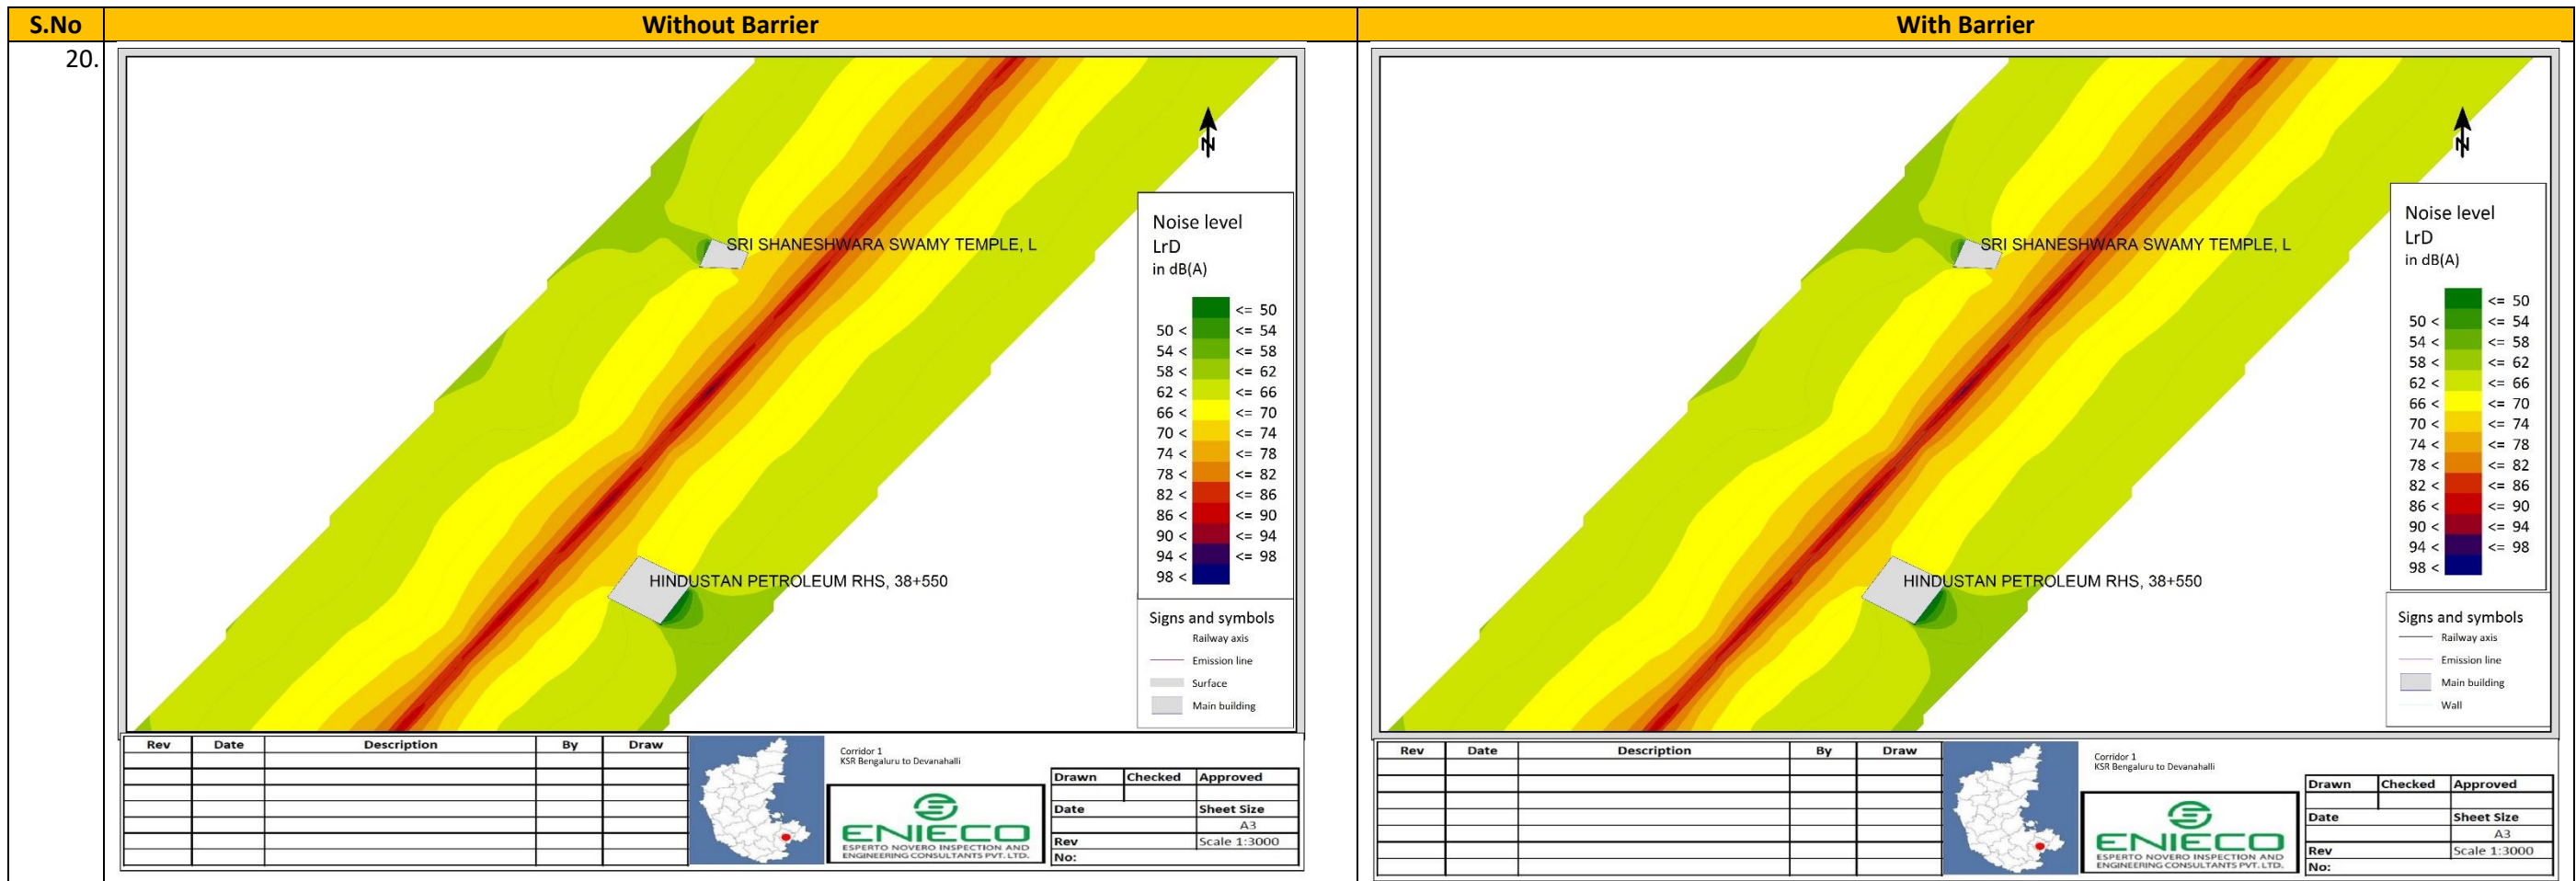 S.No Without Barrier With Barrier
20.
N
SRI SHANESHWARA SWAMY TEMPLE, L
HINDUSTAN PETROLEUM RHS, 38+550
Noise level
LrD
in dB(A)
<= 50
50 < <= 54
54 < <= 58
58 < <= 62
62 < <= 66
66 < <= 70
70 < <= 74
74 < <= 78
78 < <= 82
82 < <= 86
86 < <= 90
90 < <= 94
94 < <= 98
98 <
Signs and symbols
Railway axis
Emission line
Surface
Main building
Rev Date Description By Draw
Corridor 1
KSR Bengaluru to Devanahalli
ENIECO
ESPERTO NOVERO INSPECTION AND
ENGINEERING CONSULTANTS PVT. LTD.
Drawn Checked Approved
Date Sheet Size
A3
Rev Scale 1:3000
No:
N
SRI SHANESHWARA SWAMY TEMPLE, L
HINDUSTAN PETROLEUM RHS, 38+550
Noise level
LrD
in dB(A)
<= 50
50 < <= 54
54 < <= 58
58 < <= 62
62 < <= 66
66 < <= 70
70 < <= 74
74 < <= 78
78 < <= 82
82 < <= 86
86 < <= 90
90 < <= 94
94 < <= 98
98 <
Signs and symbols
Railway axis
Emission line
Main building
Wall
Rev Date Description By Draw
Corridor 1
KSR Bengaluru to Devanahalli
ENIECO
ESPERTO NOVERO INSPECTION AND
ENGINEERING CONSULTANTS PVT. LTD.
Drawn Checked Approved
Date Sheet Size
A3
Rev Scale 1:3000
No: